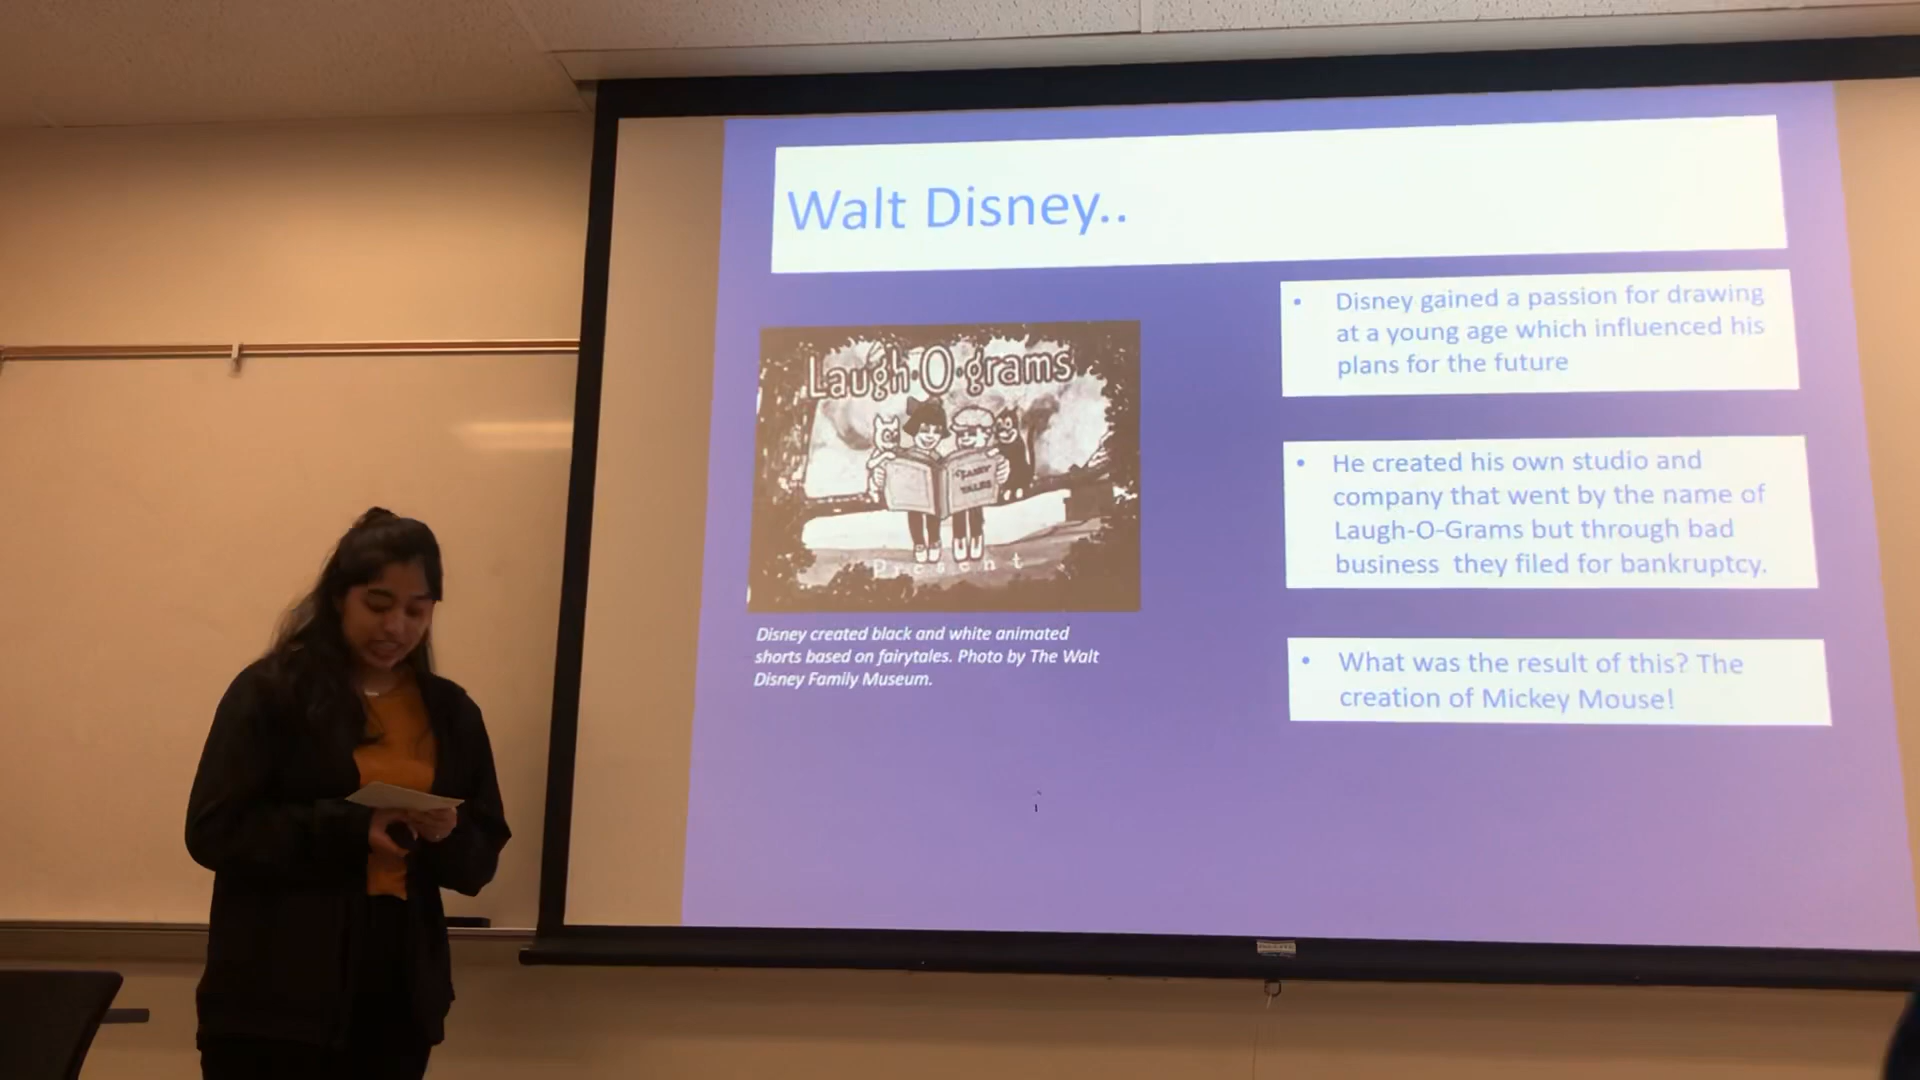 Walt Disney..
Laugh-O-grams
FAIRY
TALES
Present
Disney created black and white animated
shorts based on fairytales. Photo by The Walt
Disney Family Museum.
• Disney gained a passion for drawing
at a young age which influenced his
plans for the future
• He created his own studio and
company that went by the name of
Laugh-O-Grams but through bad
business they filed for bankruptcy.
• What was the result of this? The
creation of Mickey Mouse!